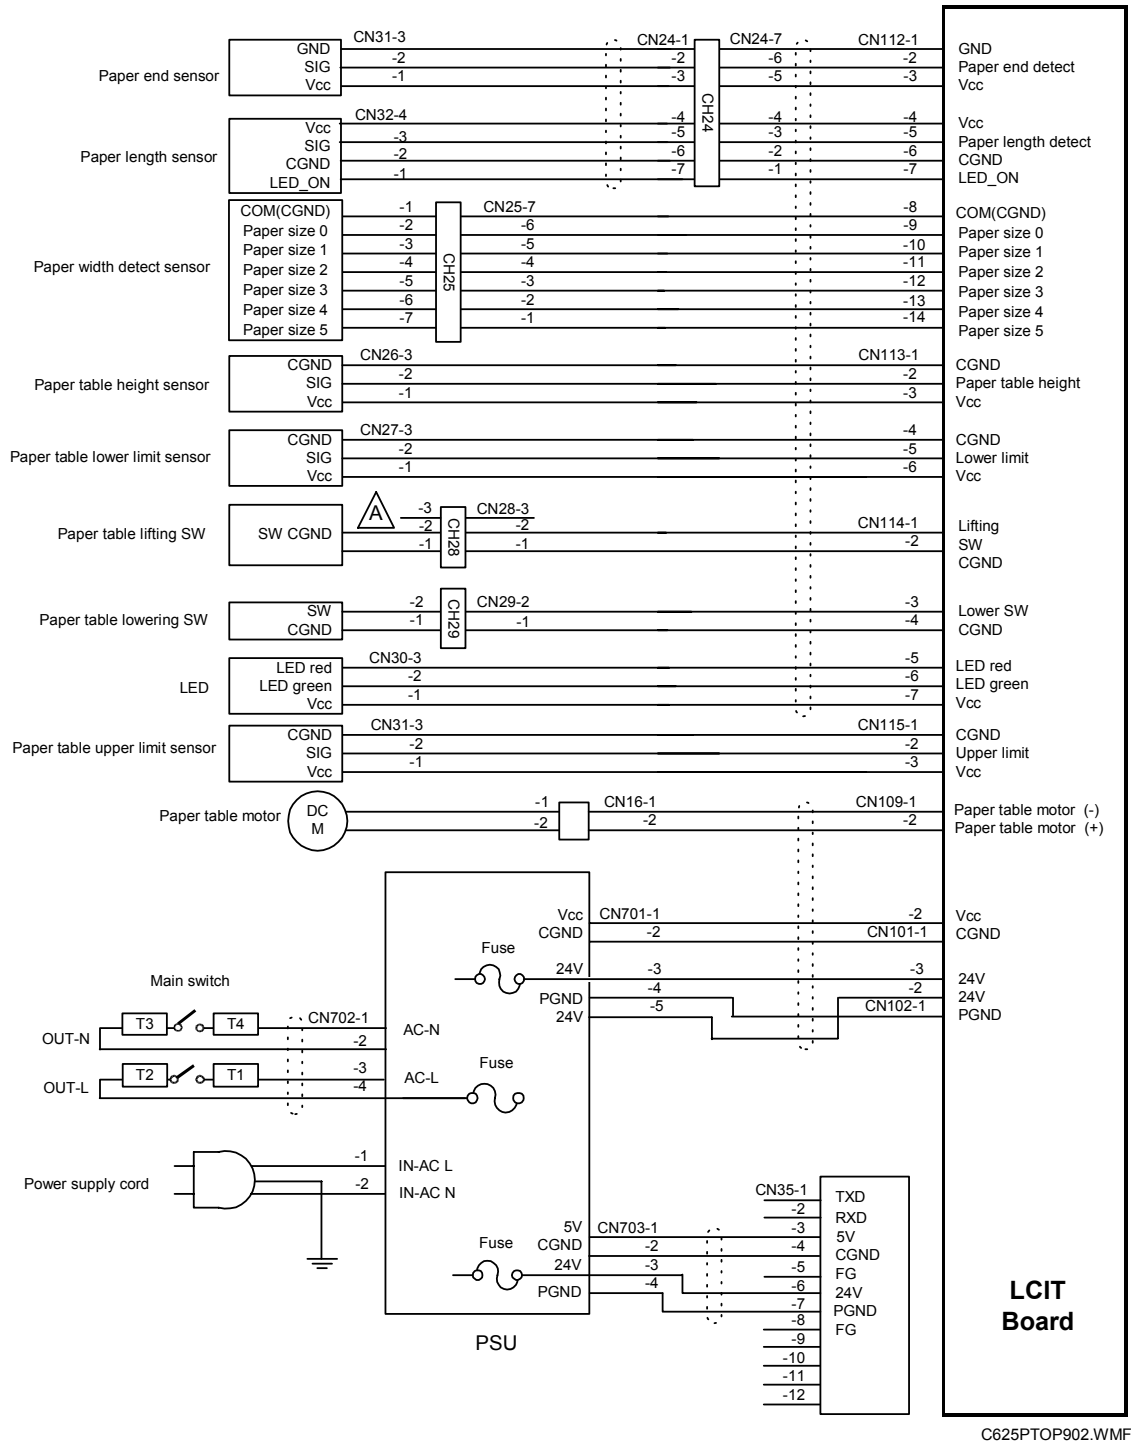 CN31-3 CN24-1 CN24-7 CN112-1
GND GND
-2 -2 -6 -2
Paper end sensor SIG Paper end detect
-1 -3 -5 -3
Vcc Vcc
CH24
CN32-4 -4 -4 -4
Vcc Vcc
-3 -5 -3 -5
SIG Paper length detect
Paper length sensor -2 -6 -2 -6
CGND CGND
-1 -7 -1 -7
LED_ON LED_ON
-1 CN25-7 -8
COM(CGND) COM(CGND)
-2 -6 -9
Paper size 0 Paper size 0
-3 -5 -10
Paper size 1 Paper size 1
Paper width detect sensor -4 CH25 -4 -11
Paper size 2 Paper size 2
-5 -3 -12
Paper size 3 Paper size 3
-6 -2 -13
Paper size 4 Paper size 4
-7 -1 -14
Paper size 5 Paper size 5
CN26-3 CN113-1
CGND CGND
-2 -2
Paper table height sensor SIG Paper table height
-1 -3
Vcc Vcc
CN27-3 -4
CGND CGND
-2 -5
Paper table lower limit sensor SIG Lower limit
-1 -6
Vcc Vcc
A -3 CN28-3
-2 CH28 -2 CN114-1
Paper table lifting SW SW CGND Lifting
-1 -1 -2
SW
CGND
-2 CN29-2 -3
SW CH29 Lower SW
Paper table lowering SW -1 -1 -4
CGND CGND
CN30-3 -5
LED red LED red
-2 -6
LED LED green LED green
-1 -7
Vcc Vcc
CN31-3 CN115-1
CGND CGND
-2 -2
Paper table upper limit sensor SIG Upper limit
-1 -3
Vcc Vcc
-1 CN16-1 CN109-1
Paper table motor DC Paper table motor (-)
M -2 -2 -2
Paper table motor (+)
Vcc CN701-1 -2 Vcc
CGND -2 CN101-1 CGND
Fuse
24V -3 -3 24V
Main switch
PGND -4 -2 24V
24V -5 CN102-1 PGND
T3 T4 CN702-1 AC-N
OUT-N -2
Fuse
T2 T1 -3 AC-L
OUT-L -4
-1 IN-AC L
Power supply cord -2 IN-AC N
CN35-1 TXD
-2 RXD
5V CN703-1 -3 5V
Fuse CGND -2 -4 CGND
24V -3 -5 FG
-6 24V
PGND -4 -7 PGND
-8 FG
-9
-10
-11
-12
PSU
LCIT
Board
C625PTOP902.WMF